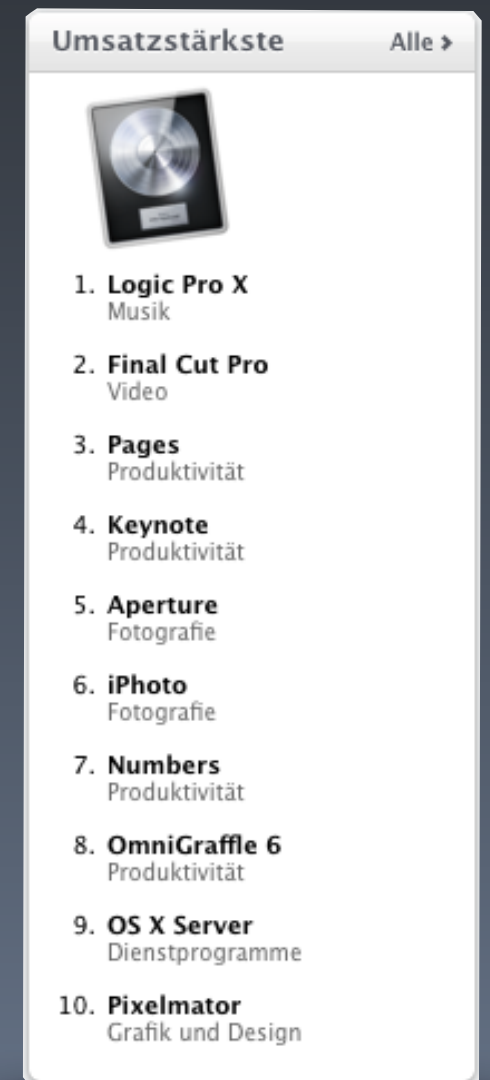 Umsatzstärkste Alle >
1. Logic Pro X
Musik
2. Final Cut Pro
Video
3. Pages
Produktivität
4. Keynote
Produktivität
5. Aperture
Fotografie
6. iPhoto
Fotografie
7. Numbers
Produktivität
8. OmniGraffle 6
Produktivität
9. OS X Server
Dienstprogramme
10. Pixelmator
Grafik und Design